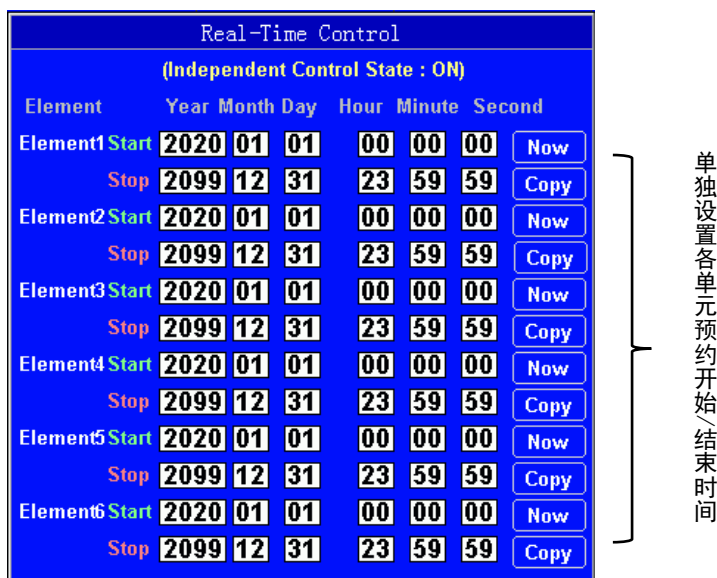 Real-Time Control
(Independent Control State : ON)
Element Year Month Day Hour Minute Second
Element1 Start 2020 01 01 00 00 00 Now
Stop 2099 12 31 23 59 59 Copy
Element2 Start 2020 01 01 00 00 00 Now
Stop 2099 12 31 23 59 59 Copy
Element3 Start 2020 01 01 00 00 00 Now
Stop 2099 12 31 23 59 59 Copy
Element4 Start 2020 01 01 00 00 00 Now
Stop 2099 12 31 23 59 59 Copy
Element5 Start 2020 01 01 00 00 00 Now
Stop 2099 12 31 23 59 59 Copy
Element6 Start 2020 01 01 00 00 00 Now
Stop 2099 12 31 23 59 59 Copy
单独设置各单元预约开始/结束时间